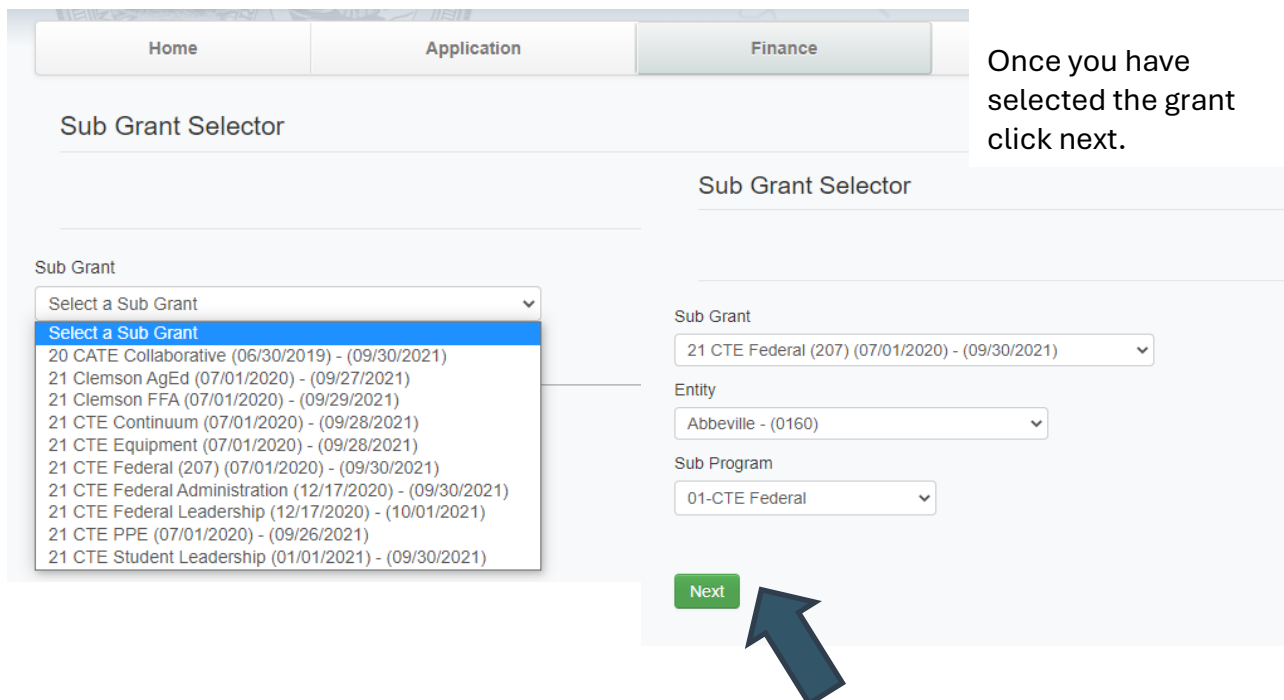 Home
Application
Finance
Once you have
selected the grant
click next.
Sub Grant Selector
Sub Grant
Select a Sub Grant
Select a Sub Grant
20 CATE Collaborative (06/30/2019) - (09/30/2021)
21 Clemson AgEd (07/01/2020) - (09/27/2021)
21 Clemson FFA (07/01/2020) - (09/29/2021)
21 CTE Continuum (07/01/2020) - (09/28/2021)
21 CTE Equipment (07/01/2020) - (09/28/2021)
21 CTE Federal (207) (07/01/2020) - (09/30/2021)
21 CTE Federal Administration (12/17/2020) - (09/30/2021)
21 CTE Federal Leadership (12/17/2020) - (10/01/2021)
21 CTE PPE (07/01/2020) - (09/26/2021)
21 CTE Student Leadership (01/01/2021) - (09/30/2021)
Sub Grant Selector
Sub Grant
21 CTE Federal (207) (07/01/2020) - (09/30/2021)
Entity
Abbeville - (0160)
Sub Program
01-CTE Federal
Next